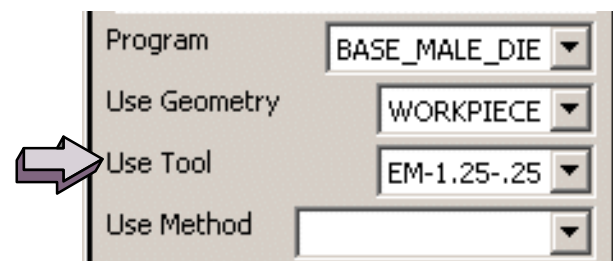 Program BASE_MALE_DIE
Use Geometry WORKPIECE
Use Tool EM-1.25-.25
Use Method